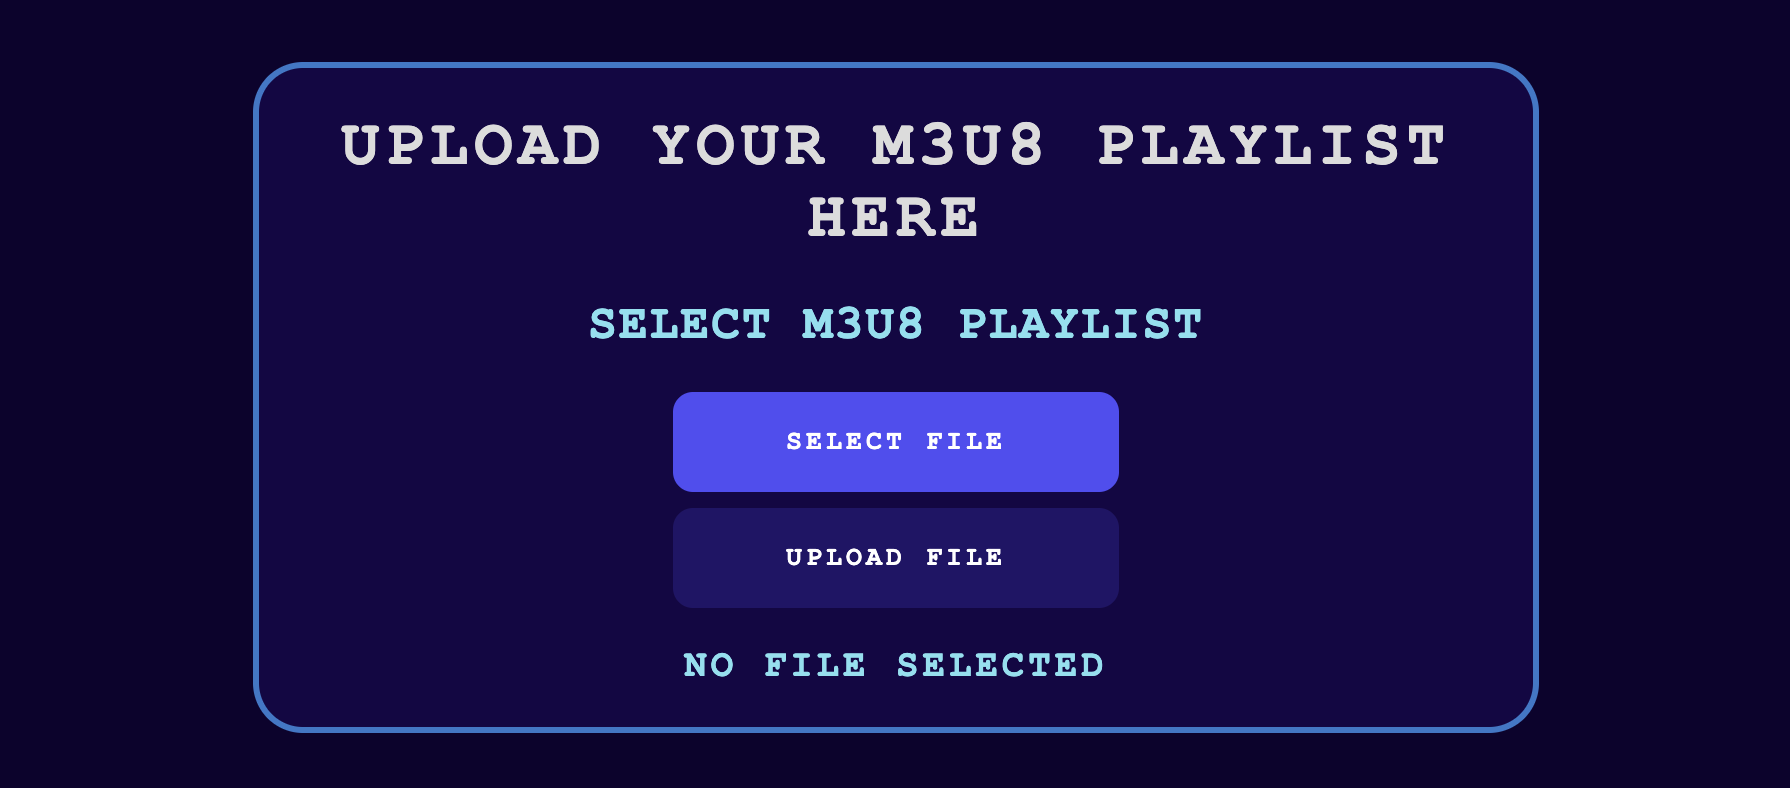 UPLOAD YOUR M3U8 PLAYLIST
HERE
SELECT M3U8 PLAYLIST
SELECT FILE
UPLOAD FILE
NO FILE SELECTED